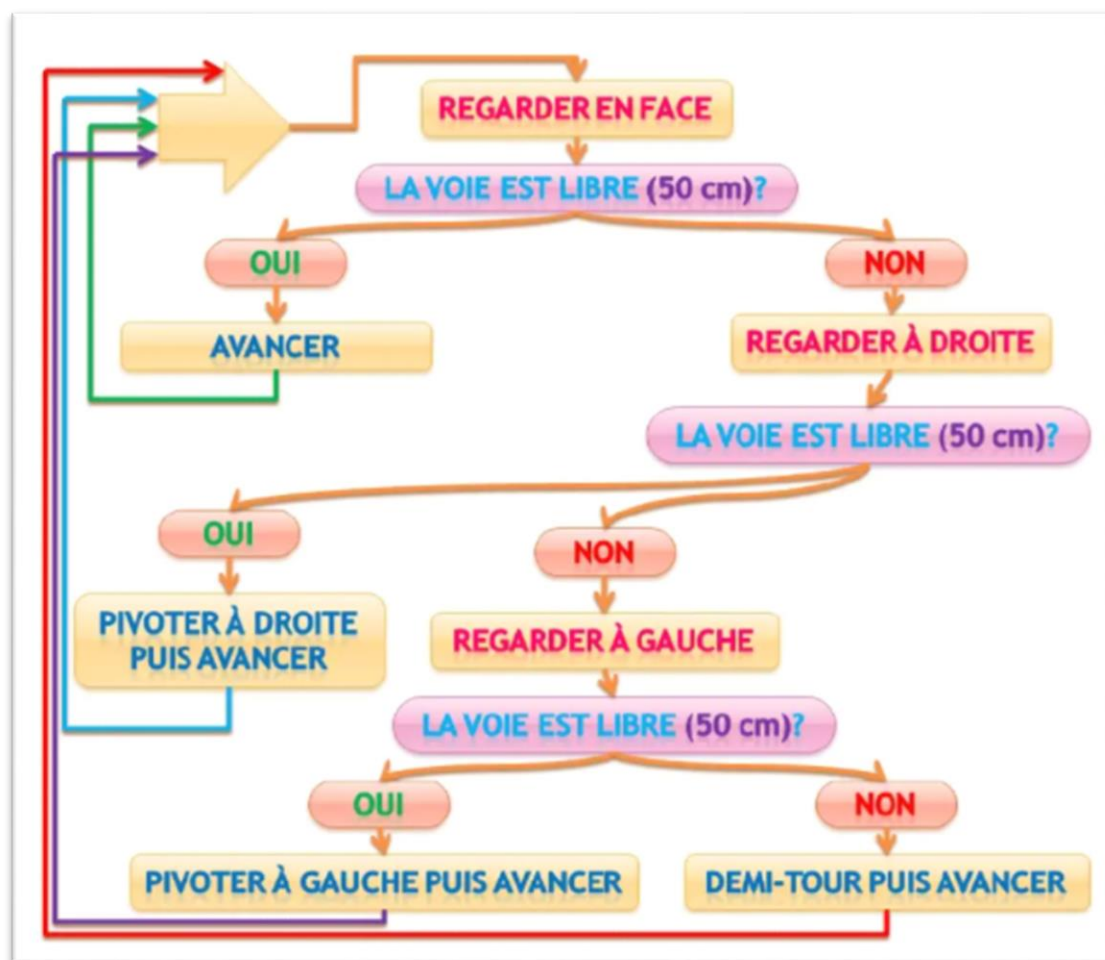 REGARDER EN FACE
LA VOIE EST LIBRE (50 cm)?
OUI
NON
AVANCER
REGARDER À DROITE
LA VOIE EST LIBRE (50 cm)?
OUI
NON
PIVOTER À DROITE
PUIS AVANCER
REGARDER À GAUCHE
LA VOIE EST LIBRE (50 cm)?
OUI
NON
PIVOTER À GAUCHE PUIS AVANCER
DEMI-TOUR PUIS AVANCER